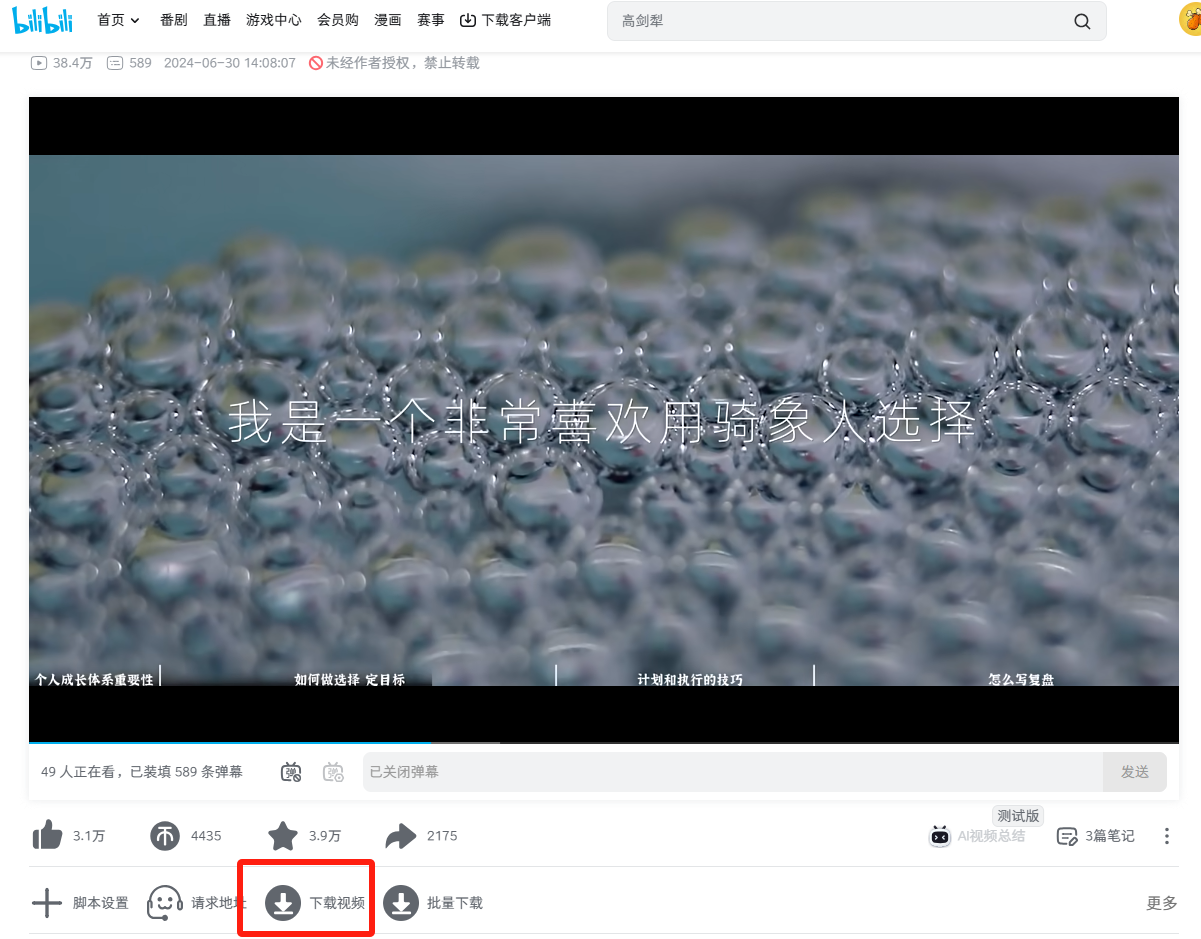 bilibili 首页 番剧 直播 游戏中心 会员购 漫画 赛事 下载客户端 高剑犁
38.4万 589 2024-06-30 14:08:07 未经作者授权，禁止转载
我是一个非常喜欢用骑象人选择
个人成长体系重要性 如何做选择 定目标 计划和执行的技巧 怎么写复盘
49 人正在看，已装填 589 条弹幕 弹 弹 已关闭弹幕 发送
测试版
3.1万 4435 3.9万 2175 AI视频总结 3篇笔记
脚本设置 请求地址 下载视频 批量下载 更多